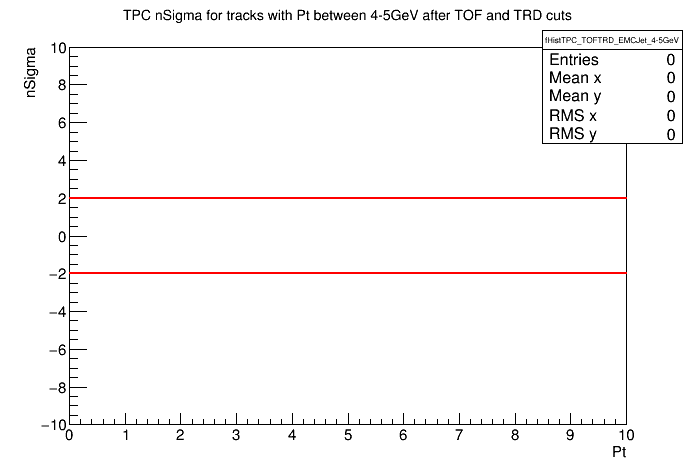 TPC nSigma for tracks with Pt between 4-5GeV after TOF and TRD cuts
fHistTPC_TOFTRD_EMCJet_4-5GeV
Entries 0
Mean x 0
Mean y 0
RMS x 0
RMS y 0
nSigma
10
8
6
4
2
0
−2
−4
−6
−8
−10
0 1 2 3 4 5 6 7 8 9 10
Pt